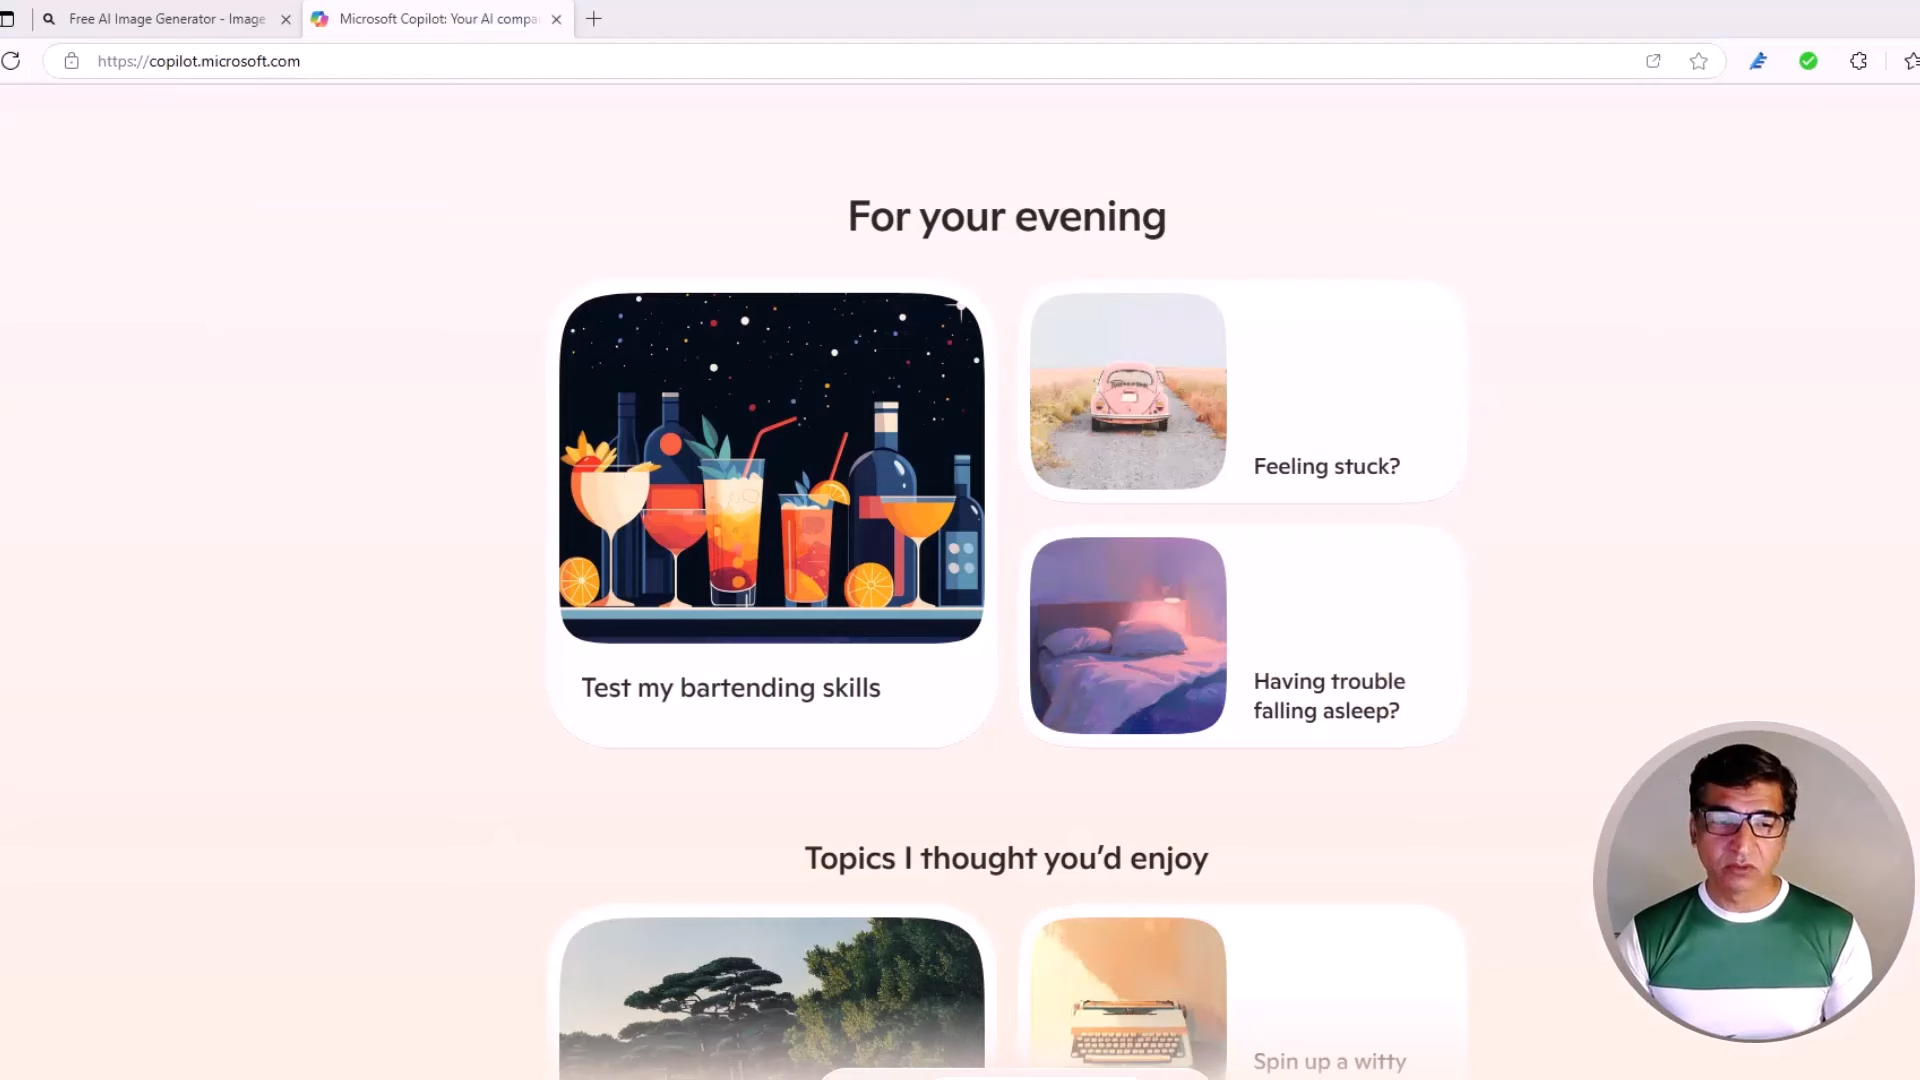 Free AI Image Generator - Image
Microsoft Copilot: Your AI compa
https://copilot.microsoft.com
For your evening
Test my bartending skills
Feeling stuck?
Having trouble
falling asleep?
Topics I thought you'd enjoy
Spin up a witty